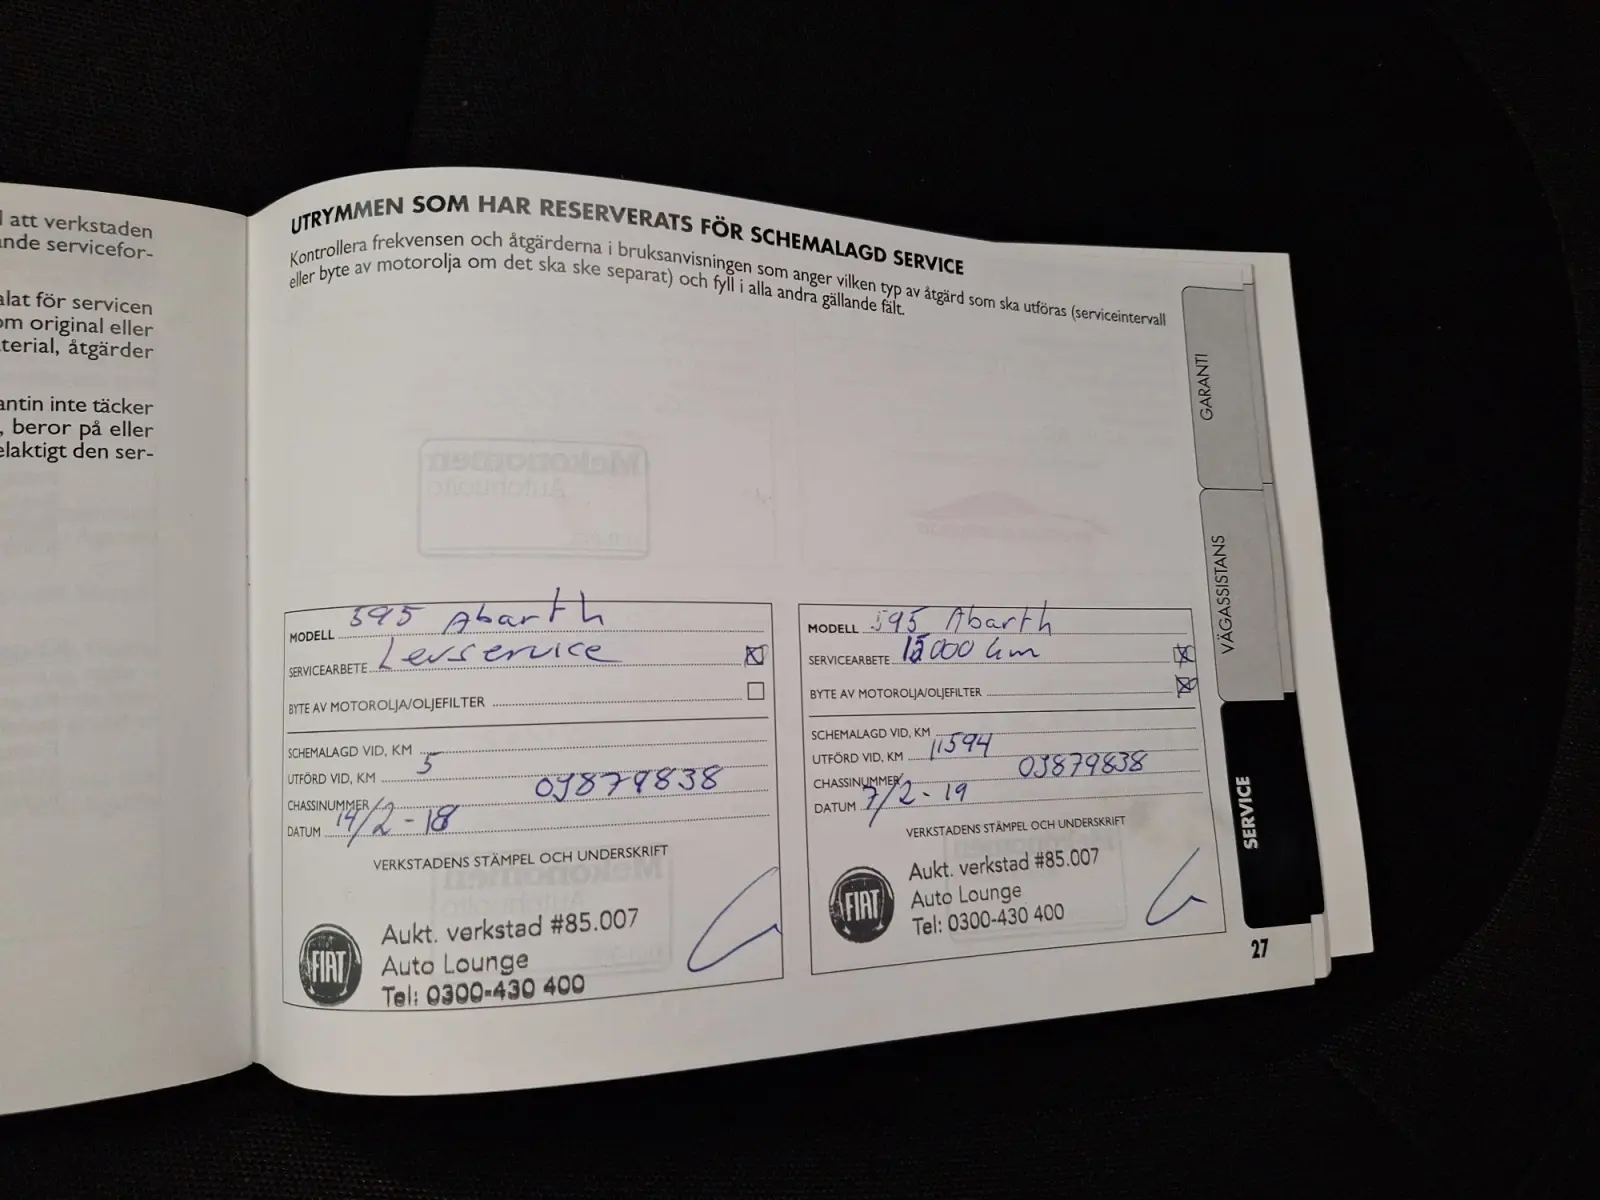 l att verkstaden
ande servicefor-
alat för servicen
om original eller
terial, åtgärder
antin inte täcker
, beror på eller
elaktigt den ser-
UTRYMMEN SOM HAR RESERVERATS FÖR SCHEMALAGD SERVICE
Kontrollera frekvensen och åtgärderna i bruksanvisningen som anger vilken typ av åtgärd som ska utföras (serviceintervall
eller byte av motorolja om det ska ske separat) och fyll i alla andra gällande fält.
MODELL 595 Abarth
SERVICEARBETE Levservice
BYTE AV MOTOROLJA/OLJEFILTER
SCHEMALAGD VID, KM
UTFÖRD VID, KM 5
CHASSINUMMER 0J879838
DATUM 14/2-18
VERKSTADENS STÄMPEL OCH UNDERSKRIFT
FIAT
Aukt. verkstad #85.007
Auto Lounge
Tel: 0300-430 400
MODELL 595 Abarth
SERVICEARBETE 15000 km
BYTE AV MOTOROLJA/OLJEFILTER
SCHEMALAGD VID, KM
UTFÖRD VID, KM 11594
CHASSINUMMER 0J879838
DATUM 7/2-19
VERKSTADENS STÄMPEL OCH UNDERSKRIFT
FIAT
Aukt. verkstad #85.007
Auto Lounge
Tel: 0300-430 400
GARANTI
VÄGASSISTANS
SERVICE
27